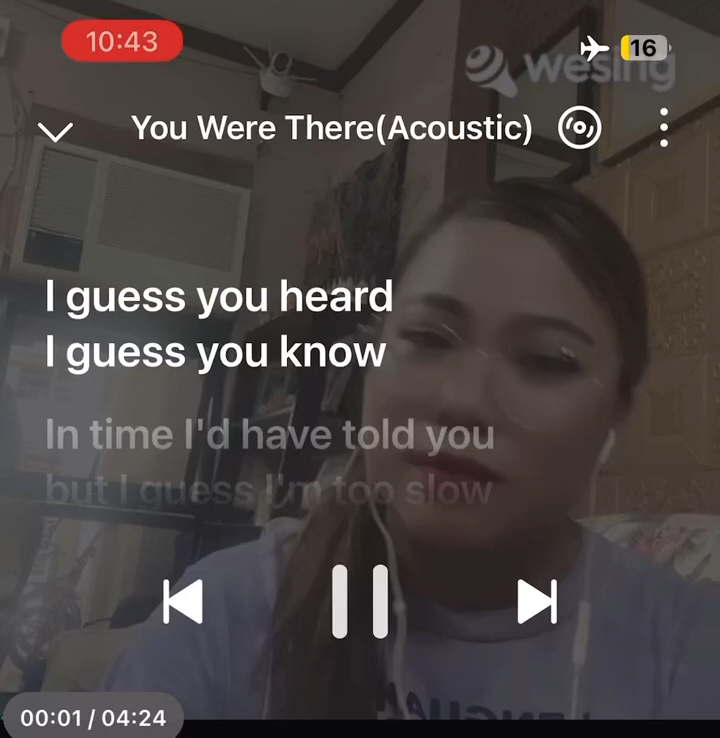 10:43
16
wesing
You Were There(Acoustic)
I guess you heard
I guess you know
In time I'd have told you
but I guess I'm too slow
00:01 / 04:24